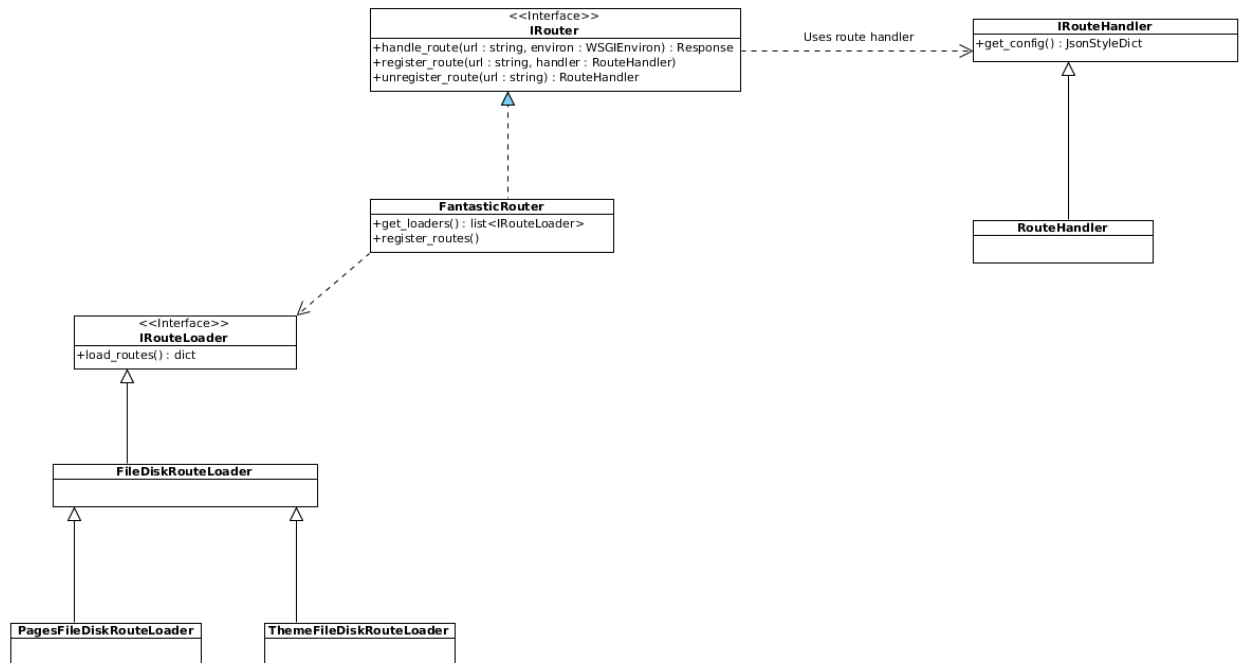 <<Interface>>
IRouter
+handle_route(url : string, environ : WSGIEnviron) : Response
+register_route(url : string, handler : RouteHandler)
+unregister_route(url : string) : RouteHandler
Uses route handler
IRouteHandler
+get_config() : JsonStyleDict
FantasticRouter
+get_loaders() : list<IRouteLoader>
+register_routes()
RouteHandler
<<Interface>>
IRouteLoader
+load_routes() : dict
FileDiskRouteLoader
PagesFileDiskRouteLoader
ThemeFileDiskRouteLoader